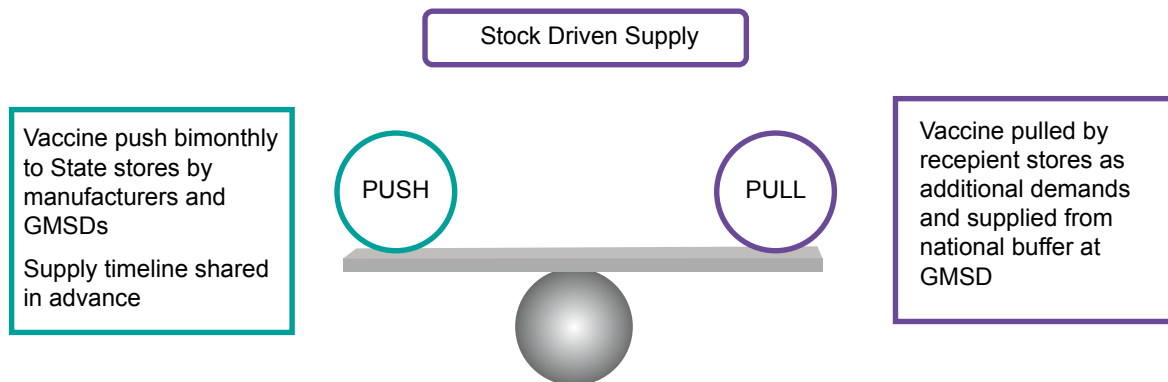 Stock Driven Supply
Vaccine push bimonthly
to State stores by
manufacturers and
GMSDs
Supply timeline shared
in advance
PUSH
PULL
Vaccine pulled by
recepient stores as
additional demands
and supplied from
national buffer at
GMSD